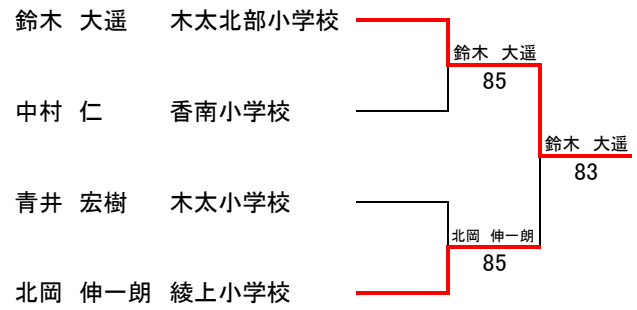 鈴木 大遥 木太北部小学校
鈴木 大遥
85
中村 仁 香南小学校
鈴木 大遥
83
青井 宏樹 木太小学校
北岡 伸一朗
85
北岡 伸一朗 綾上小学校